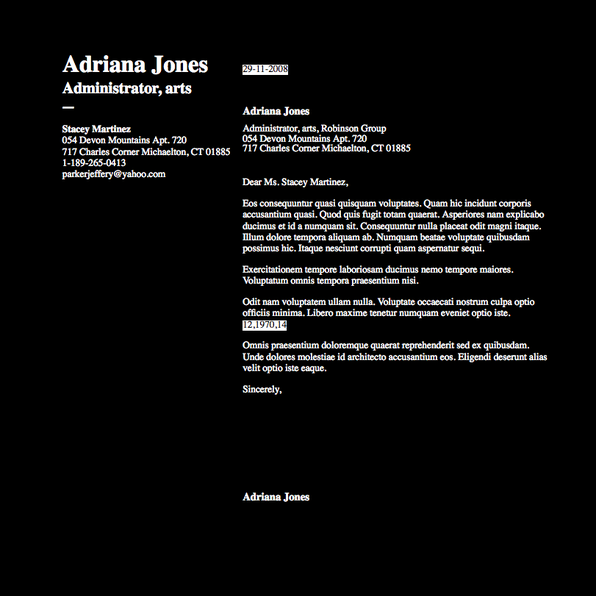 Adriana Jones
Administrator, arts
—
Stacey Martinez
054 Devon Mountains Apt. 720
717 Charles Corner Michaelton, CT 01885
1-189-265-0413
parkerjeffery@yahoo.com
29-11-2008
Adriana Jones
Administrator, arts, Robinson Group
054 Devon Mountains Apt. 720
717 Charles Corner Michaelton, CT 01885
Dear Ms. Stacey Martinez,
Eos consequuntur quasi quisquam voluptates. Quam hic incidunt corporis
accusantium quasi. Quod quis fugit totam quaerat. Asperiores nam explicabo
ducimus et id a numquam sit. Consequuntur nulla placeat odit magni itaque.
Illum dolore tempora aliquam ab. Numquam beatae voluptate quibusdam
possimus hic. Itaque nesciunt corrupti quam aspernatur sequi.
Exercitationem tempore laboriosam ducimus nemo tempore maiores.
Voluptatum omnis tempora praesentium nisi.
Odit nam voluptatem ullam nulla. Voluptate occaecati nostrum culpa optio
officiis minima. Libero maxime tenetur numquam eveniet optio iste.
12,1970,14
Omnis praesentium doloremque quaerat reprehenderit sed ex quibusdam.
Unde dolores molestiae id architecto accusantium eos. Eligendi deserunt alias
velit optio iste eaque.
Sincerely,
Adriana Jones